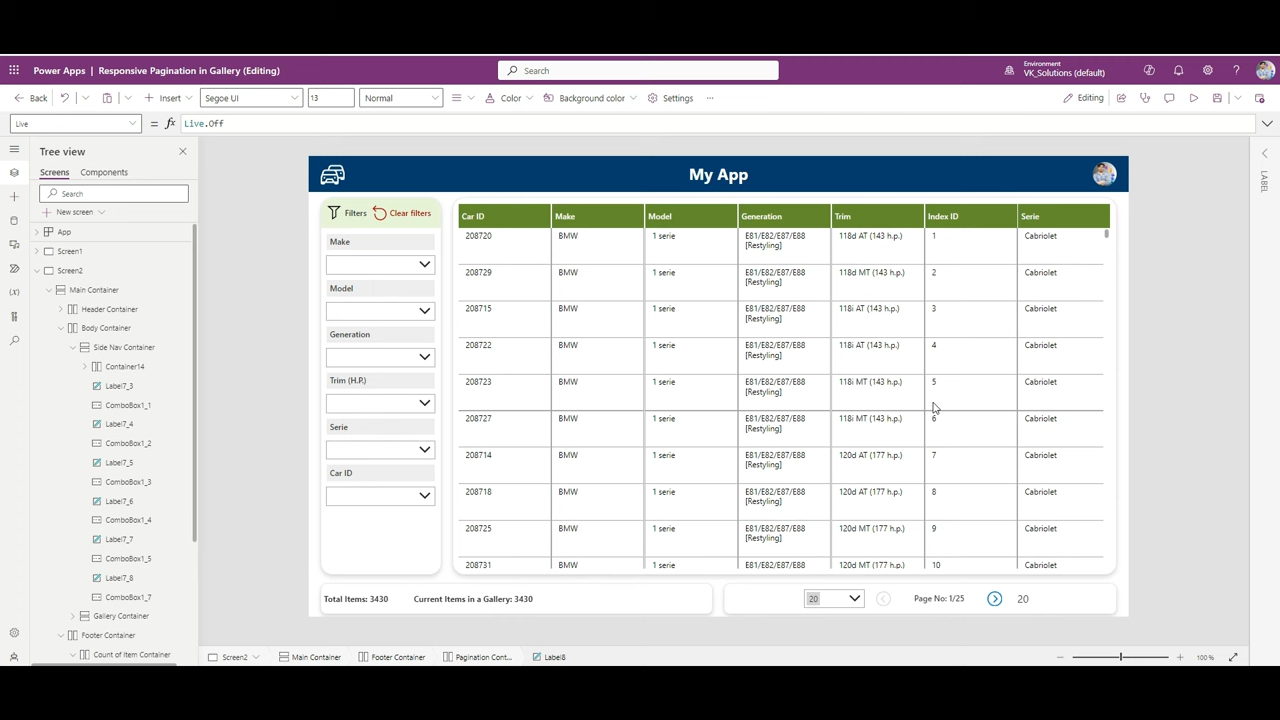 Power Apps | Responsive Pagination in Gallery (Editing)
Search
Environment
VK_Solutions (default)
Back
Insert
Segoe UI
13
Normal
Color
Background color
Settings
...
Editing
Live
= fx Live.Off
Tree view
Screens
Components
Search
New screen
App
Screen1
Screen2
Main Container
Header Container
Body Container
Side Nav Container
Container14
Label7_3
ComboBox1_1
Label7_4
ComboBox1_2
Label7_5
ComboBox1_3
Label7_6
ComboBox1_4
Label7_7
ComboBox1_5
Label7_8
ComboBox1_7
Gallery Container
Footer Container
Count of Item Container
My App
Filters
Clear filters
Make
Model
Generation
Trim (H.P.)
Serie
Car ID
Car ID Make Model Generation Trim Index ID Serie
208720 BMW 1 serie E81/E82/E87/E88 118d AT (143 h.p.) 1 Cabriolet
[Restyling]
208729 BMW 1 serie E81/E82/E87/E88 118d MT (143 h.p.) 2 Cabriolet
[Restyling]
208715 BMW 1 serie E81/E82/E87/E88 118i AT (143 h.p.) 3 Cabriolet
[Restyling]
208722 BMW 1 serie E81/E82/E87/E88 118i AT (143 h.p.) 4 Cabriolet
[Restyling]
208723 BMW 1 serie E81/E82/E87/E88 118i MT (143 h.p.) 5 Cabriolet
[Restyling]
208727 BMW 1 serie E81/E82/E87/E88 118i MT (143 h.p.) 6 Cabriolet
[Restyling]
208714 BMW 1 serie E81/E82/E87/E88 120d AT (177 h.p.) 7 Cabriolet
[Restyling]
208718 BMW 1 serie E81/E82/E87/E88 120d AT (177 h.p.) 8 Cabriolet
[Restyling]
208725 BMW 1 serie E81/E82/E87/E88 120d MT (177 h.p.) 9 Cabriolet
[Restyling]
208731 BMW 1 serie E81/E82/E87/E88 120d MT (177 h.p.) 10 Cabriolet
Total Items: 3430
Current Items in a Gallery: 3430
20
Page No: 1/25
20
Screen2
Main Container
Footer Container
Pagination Cont...
Label8
100 %
LABEL